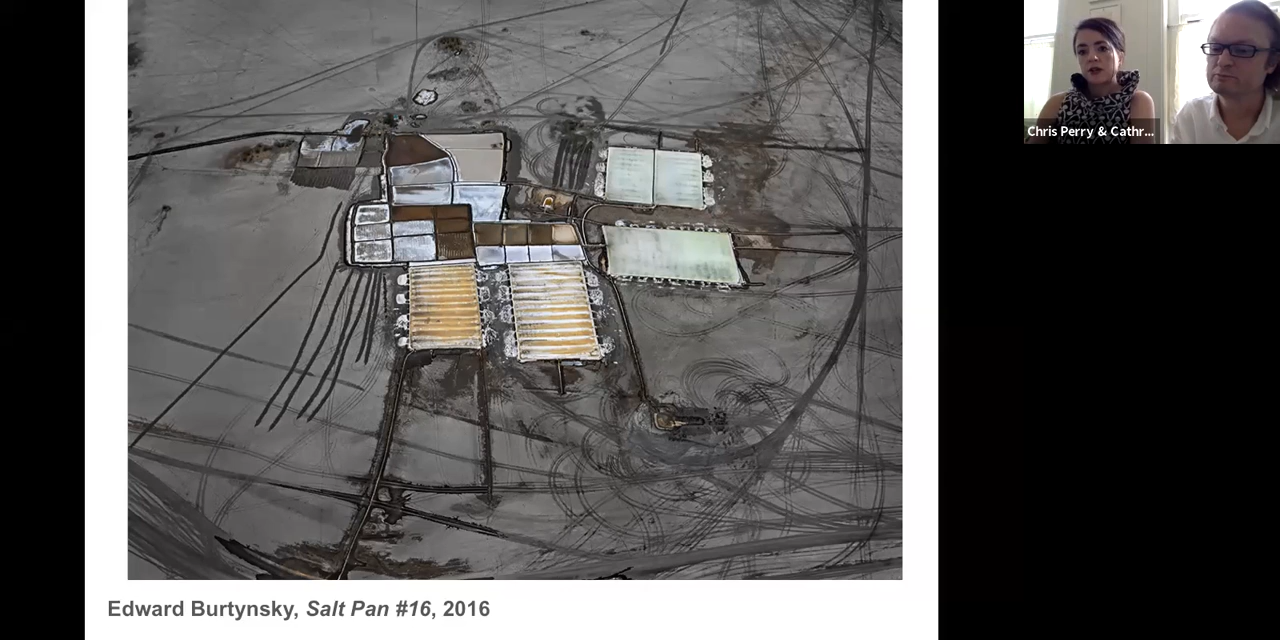 Chris Perry & Cathr...
Edward Burtynsky, Salt Pan #16, 2016